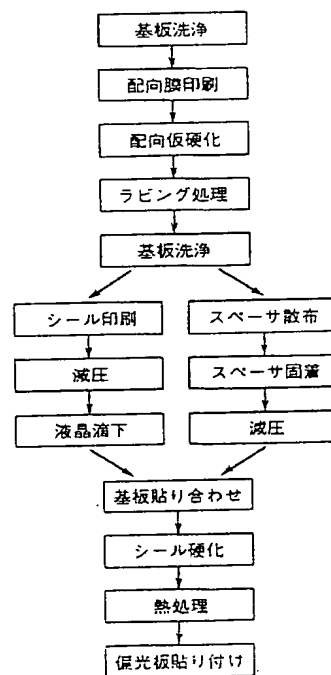 基板洗浄
配向膜印刷
配向仮硬化
ラビング処理
基板洗浄
シール印刷
減圧
液晶滴下
スペーサ散布
スペーサ固着
減圧
基板貼り合わせ
シール硬化
熱処理
偏光板貼り付け